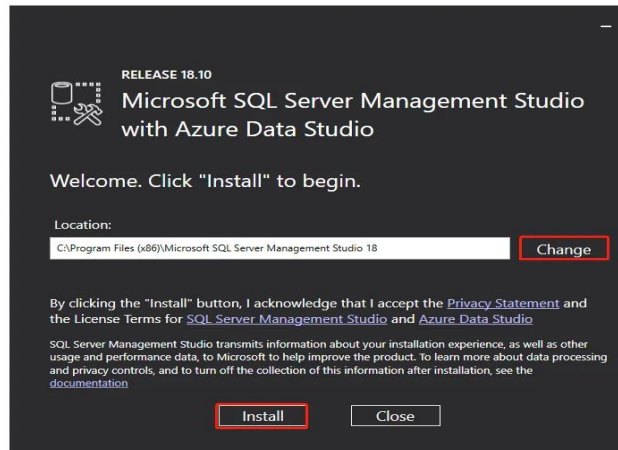 RELEASE 18.10
Microsoft SQL Server Management Studio
with Azure Data Studio
Welcome. Click "Install" to begin.
Location:
C:\Program Files (x86)\Microsoft SQL Server Management Studio 18
Change
By clicking the "Install" button, I acknowledge that I accept the Privacy Statement and
the License Terms for SQL Server Management Studio and Azure Data Studio
SQL Server Management Studio transmits information about your installation experience, as well as other
usage and performance data, to Microsoft to help improve the product. To learn more about data processing
and privacy controls, and to turn off the collection of this information after installation, see the
documentation
Install
Close